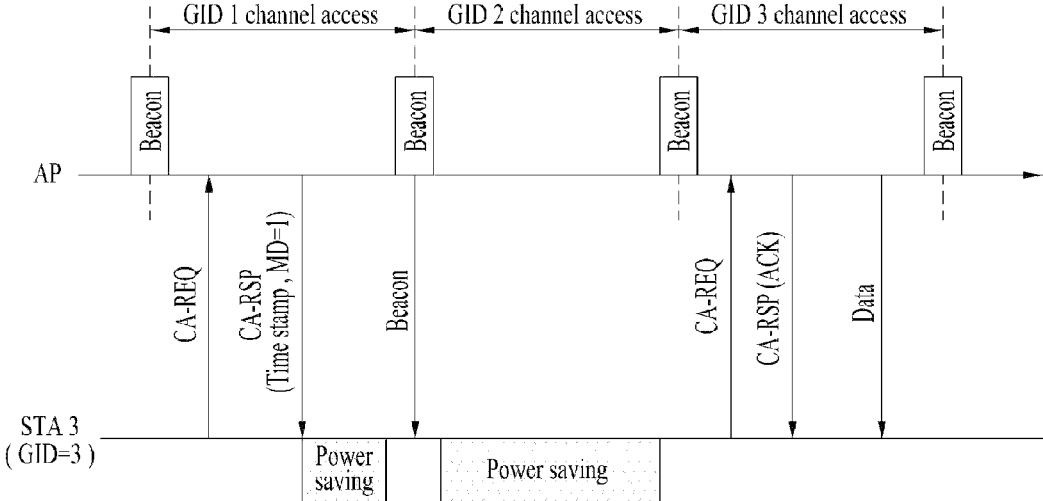 GID 1 channel access
GID 2 channel access
GID 3 channel access
Beacon
Beacon
Beacon
Beacon
AP
CA-REQ
CA-RSP
(Time stamp , MD=1)
Beacon
CA-REQ
CA-RSP (ACK)
Data
STA 3
( GID=3 )
Power
saving
Power saving